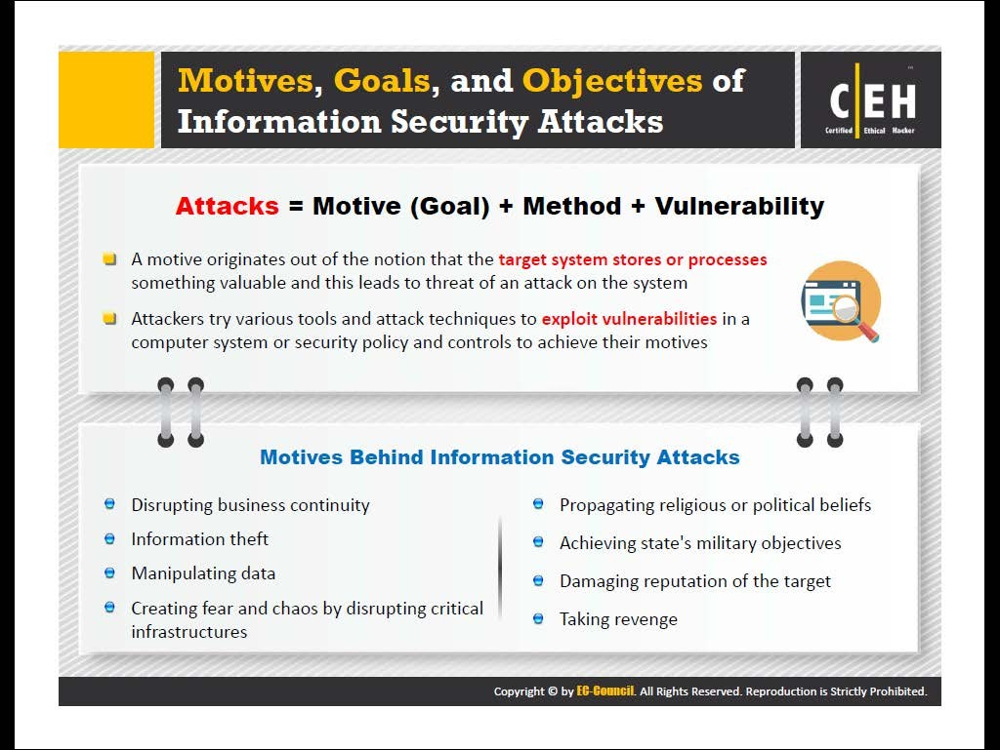 Motives, Goals, and Objectives of
Information Security Attacks
C|EH
™
Certified Ethical Hacker
Attacks = Motive (Goal) + Method + Vulnerability
A motive originates out of the notion that the target system stores or processes
something valuable and this leads to threat of an attack on the system
Attackers try various tools and attack techniques to exploit vulnerabilities in a
computer system or security policy and controls to achieve their motives
Motives Behind Information Security Attacks
Disrupting business continuity
Information theft
Manipulating data
Creating fear and chaos by disrupting critical
infrastructures
Propagating religious or political beliefs
Achieving state's military objectives
Damaging reputation of the target
Taking revenge
Copyright © by EC-Council. All Rights Reserved. Reproduction is Strictly Prohibited.